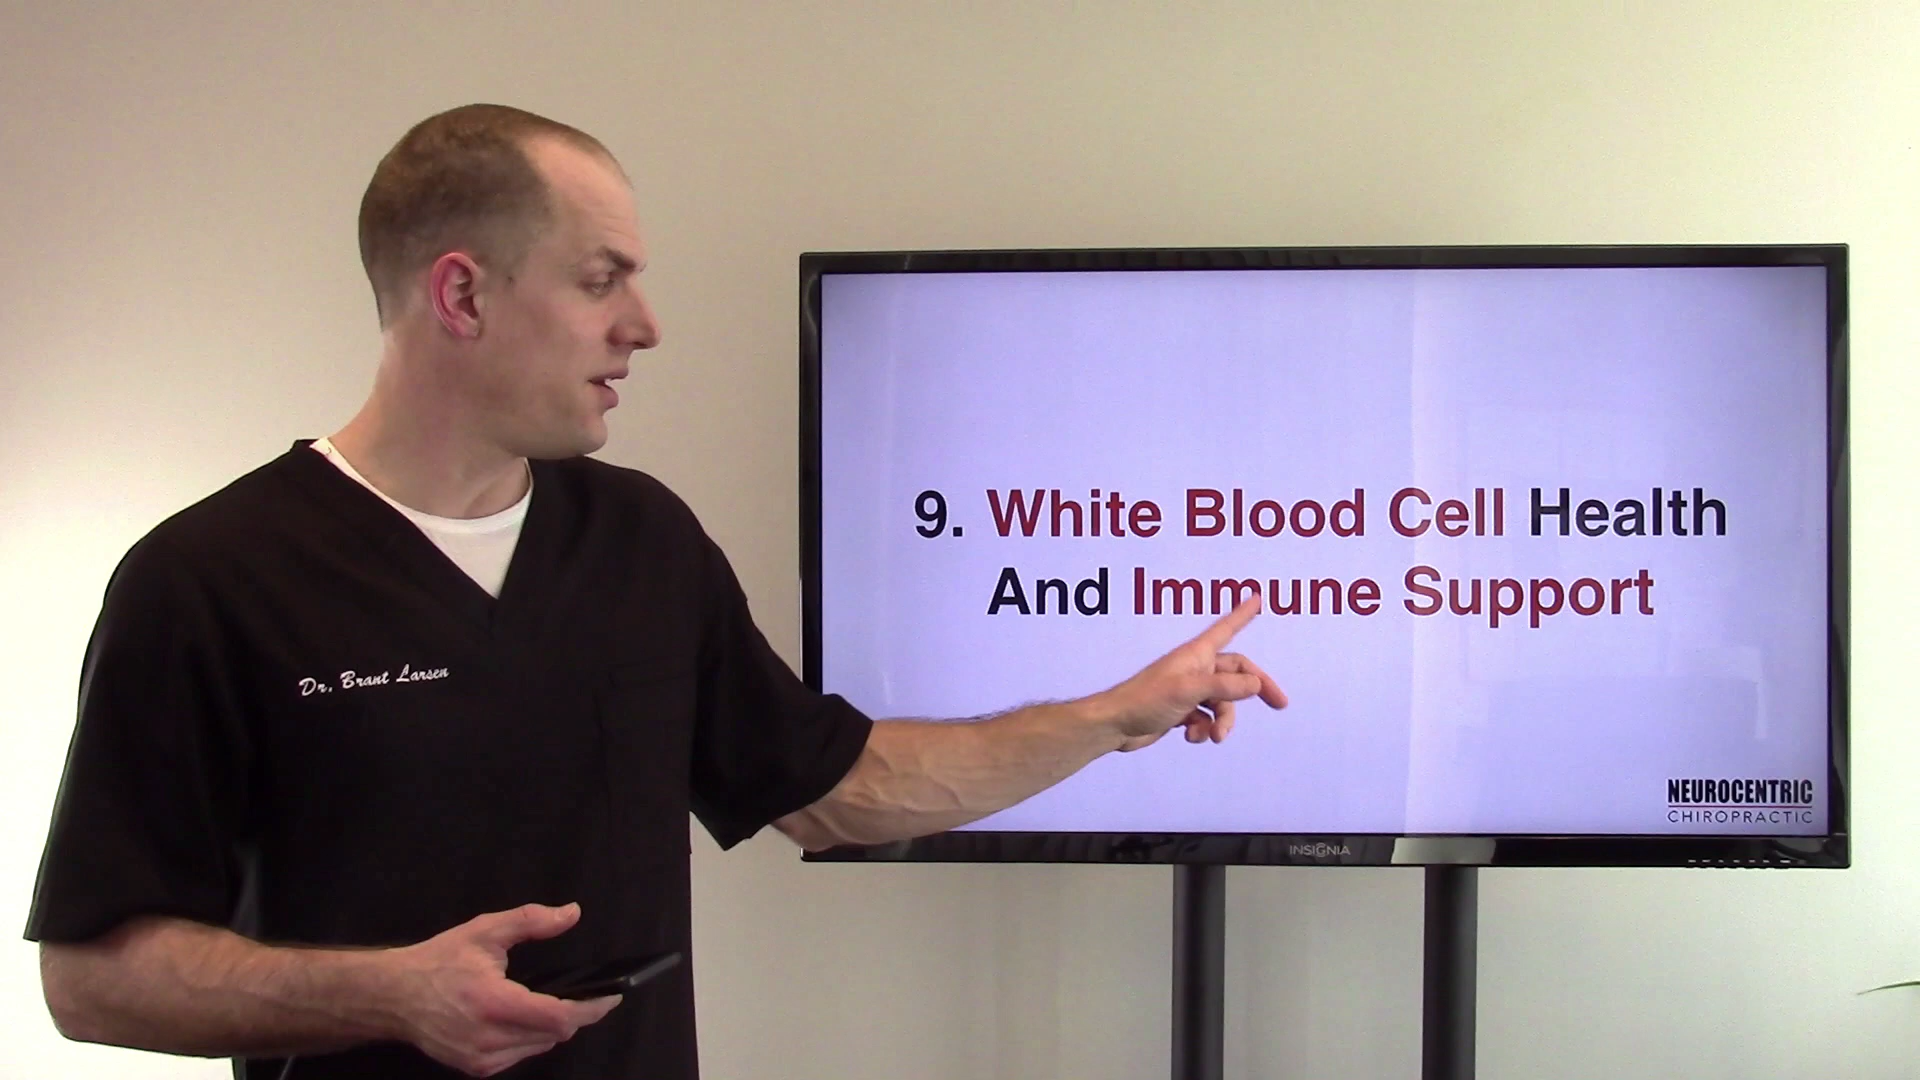 Dr. Brant Larsen
9. White Blood Cell Health
And Immune Support
NEUROCENTRIC
CHIROPRACTIC
INSIGNIA